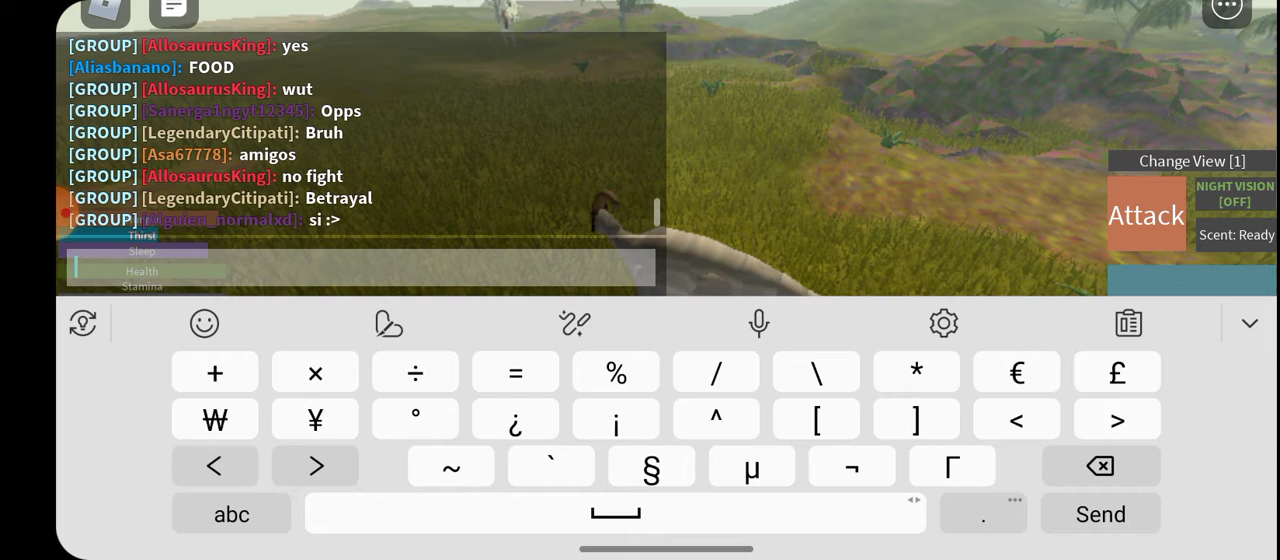 [GROUP] [AllosaurusKing]: yes
[Aliasbanano]: FOOD
[GROUP] [AllosaurusKing]: wut
[GROUP] [Sanerga1ngyt12345]: Opps
[GROUP] [LegendaryCitipati]: Bruh
[GROUP] [Asa67778]: amigos
[GROUP] [AllosaurusKing]: no fight
[GROUP] [LegendaryCitipati]: Betrayal
[GROUP] [Alguien_normalxd]: si :>
Thirst
Sleep
Health
Stamina
Change View [1]
Attack
NIGHT VISION
[OFF]
Scent: Ready
+ × ÷ = % / \ * € £
₩ ¥ ° ¿ ¡ ^ [ ] < >
< > ~ ` § µ ¬ Γ
abc . Send